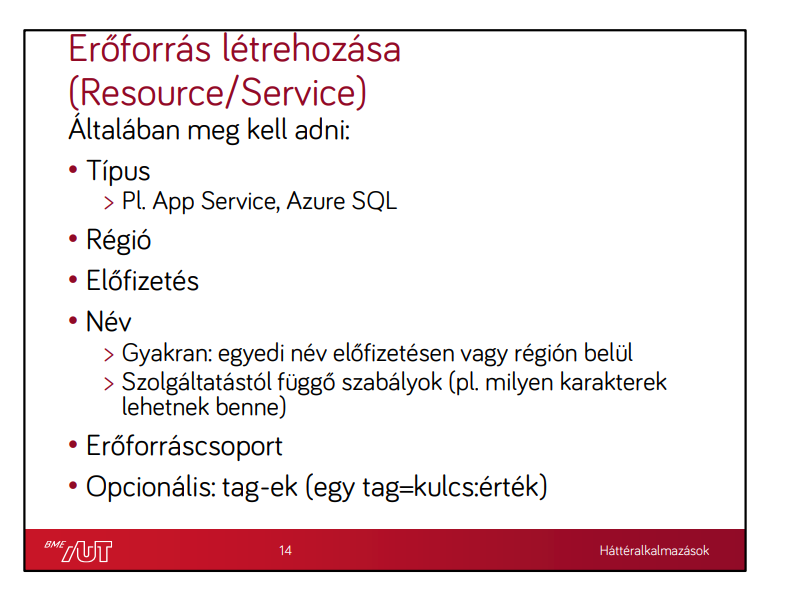 Erőforrás létrehozása
(Resource/Service)
Általában meg kell adni:
• Típus
> Pl. App Service, Azure SQL
• Régió
• Előfizetés
• Név
> Gyakran: egyedi név előfizetésen vagy régión belül
> Szolgáltatástól függő szabályok (pl. milyen karakterek
lehetnek benne)
• Erőforráscsoport
• Opcionális: tag-ek (egy tag=kulcs:érték)
BME AUT
14
Háttéralkalmazások